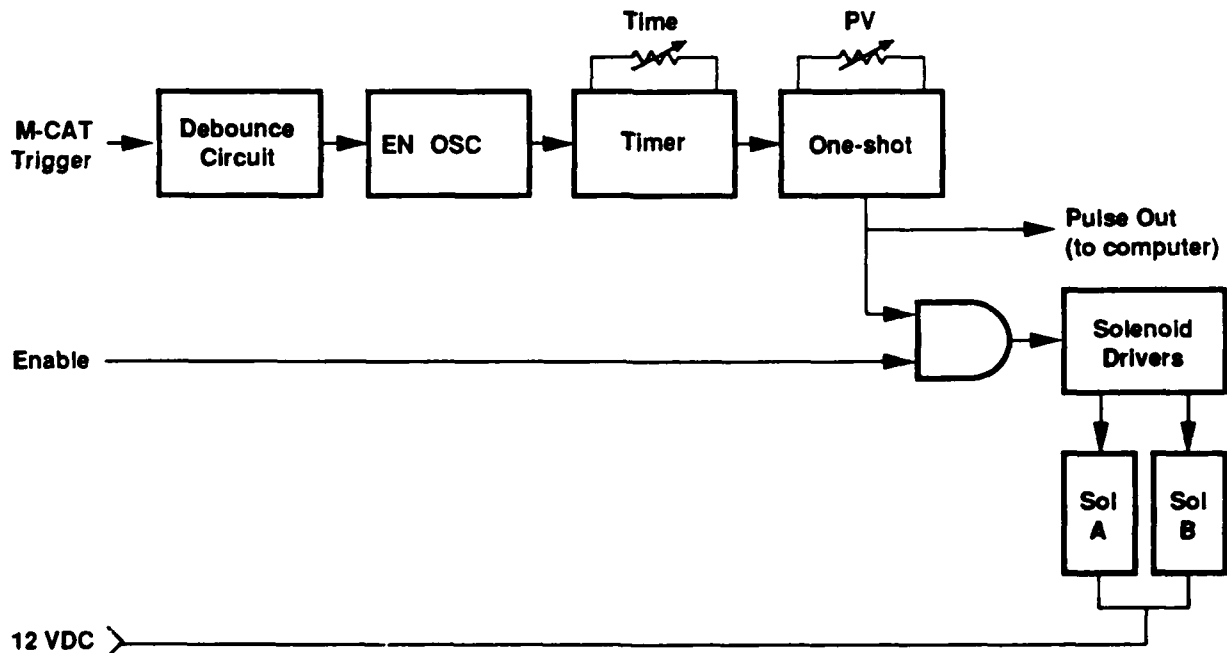 Time
PV
M-CAT
Trigger
Debounce
Circuit
EN OSC
Timer
One-shot
Pulse Out
(to computer)
Enable
Solenoid
Drivers
Sol
A
Sol
B
12 VDC